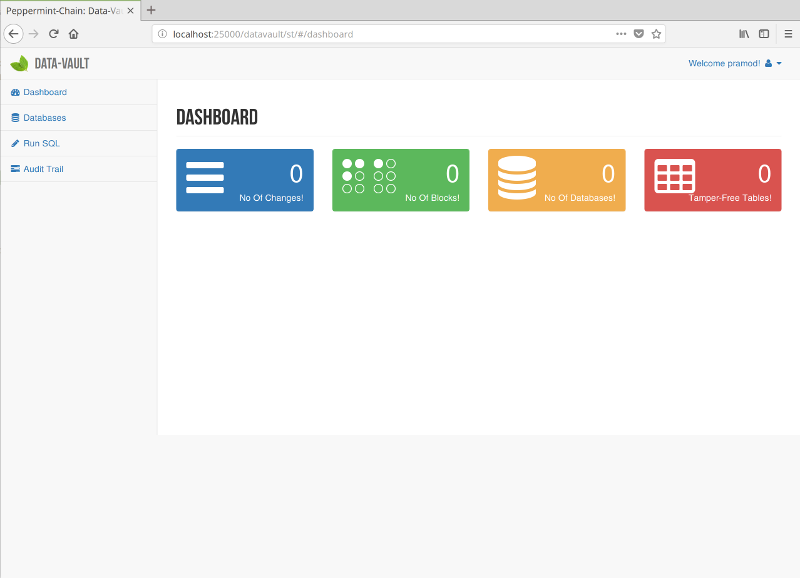 Peppermint-Chain: Data-Va
localhost:25000/datavault/st/#/dashboard
DATA-VAULT
Welcome pramod!
Dashboard
Databases
Run SQL
Audit Trail
DASHBOARD
0
No Of Changes!
0
No Of Blocks!
0
No Of Databases!
0
Tamper-Free Tables!